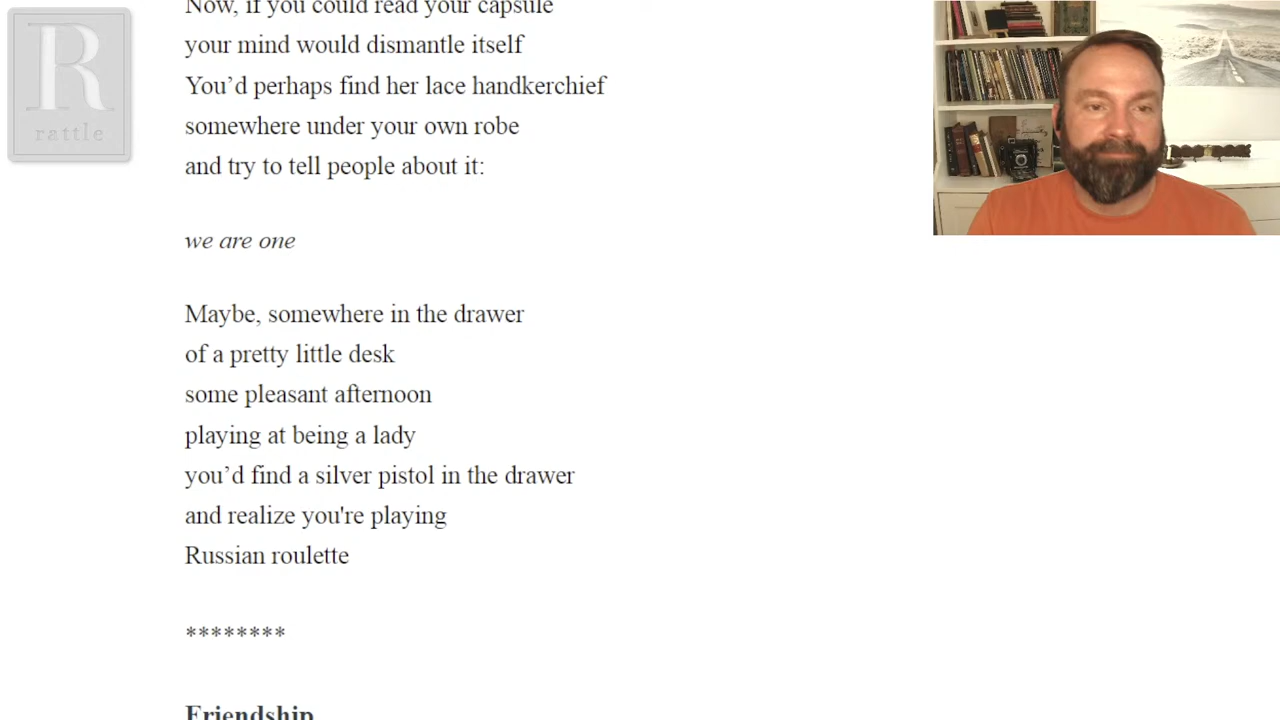 Now, if you could read your capsule
your mind would dismantle itself
You’d perhaps find her lace handkerchief
somewhere under your own robe
and try to tell people about it:
we are one
Maybe, somewhere in the drawer
of a pretty little desk
some pleasant afternoon
playing at being a lady
you’d find a silver pistol in the drawer
and realize you're playing
Russian roulette
********
Friendship
R
rattle